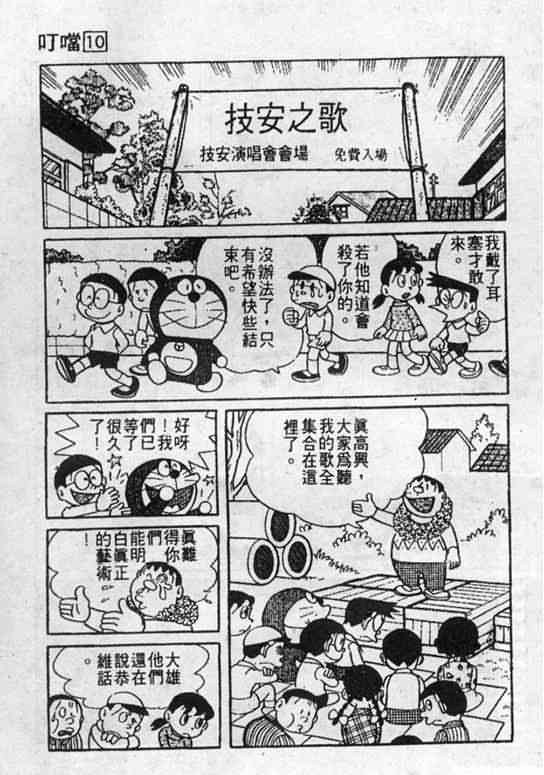 叮噹10
技安之歌
技安演唱會會場 免費入場
我戴了耳
塞才敢
來。
若他知道會
殺了你的。
沒辦法了,只
有希望快些結
束吧。
眞高興,
大家爲聽
我的歌全
集合在這
裡了。
好呀
!我
們已
等了
很久
了!
眞難
得你
們能
明白
眞正
的藝術。
!
大雄
他們
還在
說恭
維話
。